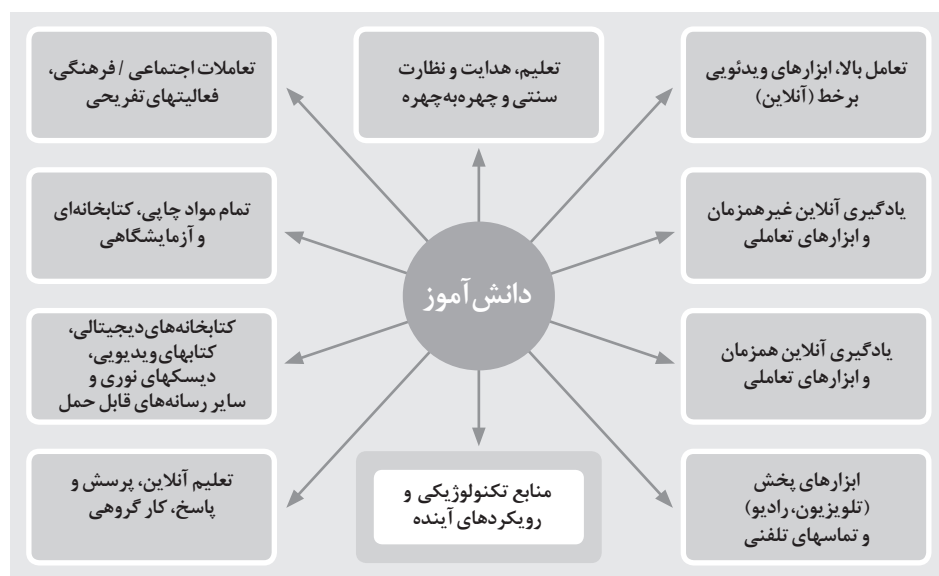 تعامل بالا، ابزارهای ویدئویی
برخط (آنلاین)
تعلیم، هدایت و نظارت
سنتی و چهره‌به‌چهره
تعاملات اجتماعی / فرهنگی،
فعالیتهای تفریحی
یادگیری آنلاین غیرهمزمان
و ابزارهای تعاملی
تمام مواد چاپی، کتابخانه‌ای
و آزمایشگاهی
دانش‌آموز
یادگیری آنلاین همزمان
و ابزارهای تعاملی
کتابخانه‌های دیجیتالی،
کتابهای ویدیویی،
دیسکهای نوری و
سایر رسانه‌های قابل حمل
ابزارهای پخش
(تلویزیون، رادیو)
و تماسهای تلفنی
منابع تکنولوژیکی و
رویکردهای آینده
تعلیم آنلاین، پرسش و
پاسخ، کار گروهی